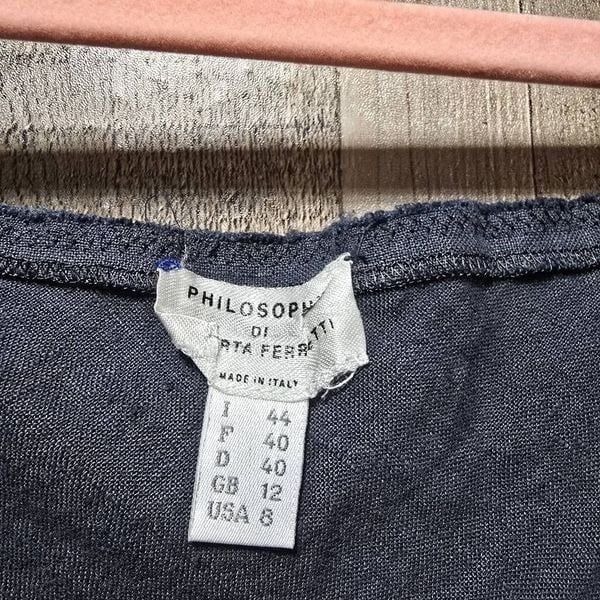 PHILOSOPH
DI
RTA FERRETTI
MADE IN ITALY
I 44
F 40
D 40
GB 12
USA 8